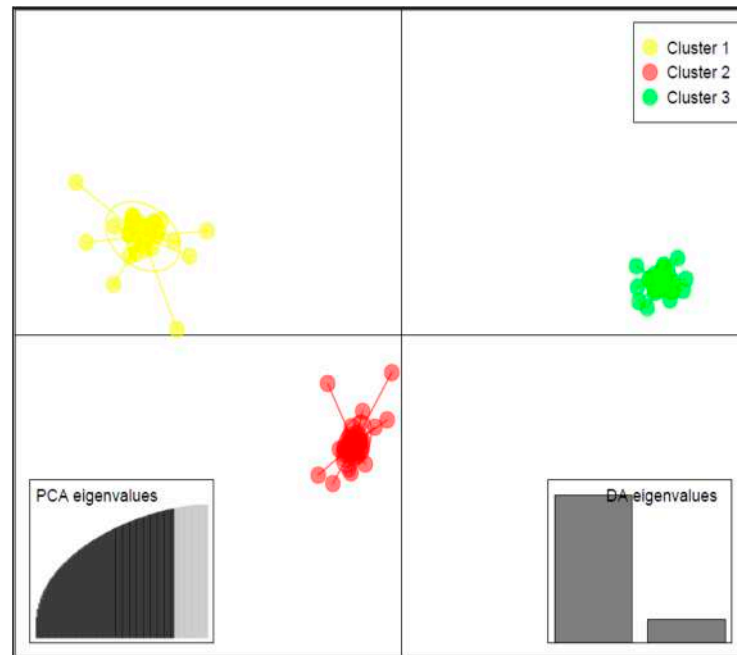 Cluster 1
Cluster 2
Cluster 3
PCA eigenvalues
DA eigenvalues